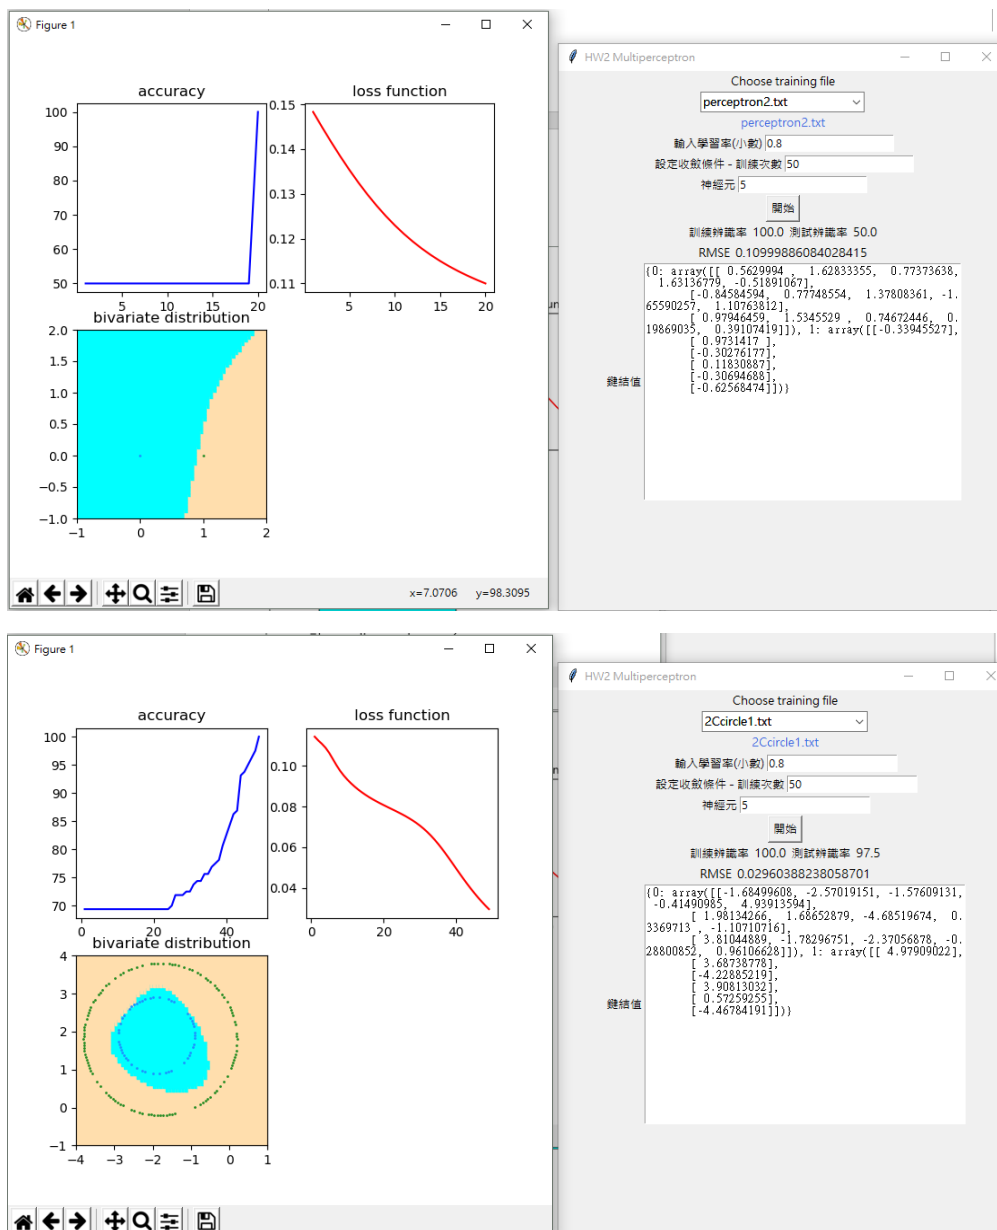 Figure 1
accuracy
loss function
100
90
80
70
60
50
5
10
15
20
0.15
0.14
0.13
0.12
0.11
5
10
15
20
bivariate distribution
2.0
1.5
1.0
0.5
0.0
−0.5
−1.0
−1
0
1
2
x=7.0706 y=98.3095
HW2 Multiperceptron
Choose training file
perceptron2.txt
perceptron2.txt
輸入學習率(小數) 0.8
設定收斂條件 - 訓練次數 50
神經元 5
開始
訓練辨識率 100.0 測試辨識率 50.0
RMSE 0.10999886084028415
鍵結值
{0: array([[ 0.5629994 , 1.62833355, 0.77373638,
1.63136779, -0.51891067],
[-0.84584594, 0.77748554, 1.37808361, -1.
65590257, 1.10763812],
[ 0.97946459, 1.5345529 , 0.74672446, 0.
19869035, 0.39107419]]), 1: array([[-0.33945527],
[ 0.9731417 ],
[-0.30276177],
[ 0.11830887],
[-0.30694688],
[-0.62568474]])}
Figure 1
accuracy
loss function
100
95
90
85
80
75
70
0
20
40
0.10
0.08
0.06
0.04
0
20
40
bivariate distribution
4
3
2
1
0
−1
−4
−3
−2
−1
0
1
HW2 Multiperceptron
Choose training file
2Ccircle1.txt
2Ccircle1.txt
輸入學習率(小數) 0.8
設定收斂條件 - 訓練次數 50
神經元 5
開始
訓練辨識率 100.0 測試辨識率 97.5
RMSE 0.02960388238058701
鍵結值
{0: array([[-1.68499608, -2.57019151, -1.57609131,
-0.41490985, 4.93913594],
[ 1.98134266, 1.68652879, -4.68519674, 0.
3369713 , -1.10710716],
[ 3.81044889, -1.78296751, -2.37056878, -0.
28800852, 0.96106628]]), 1: array([[ 4.97909022],
[ 3.68738778],
[-4.22885219],
[ 3.90813032],
[ 0.57259255],
[-4.46784191]])}